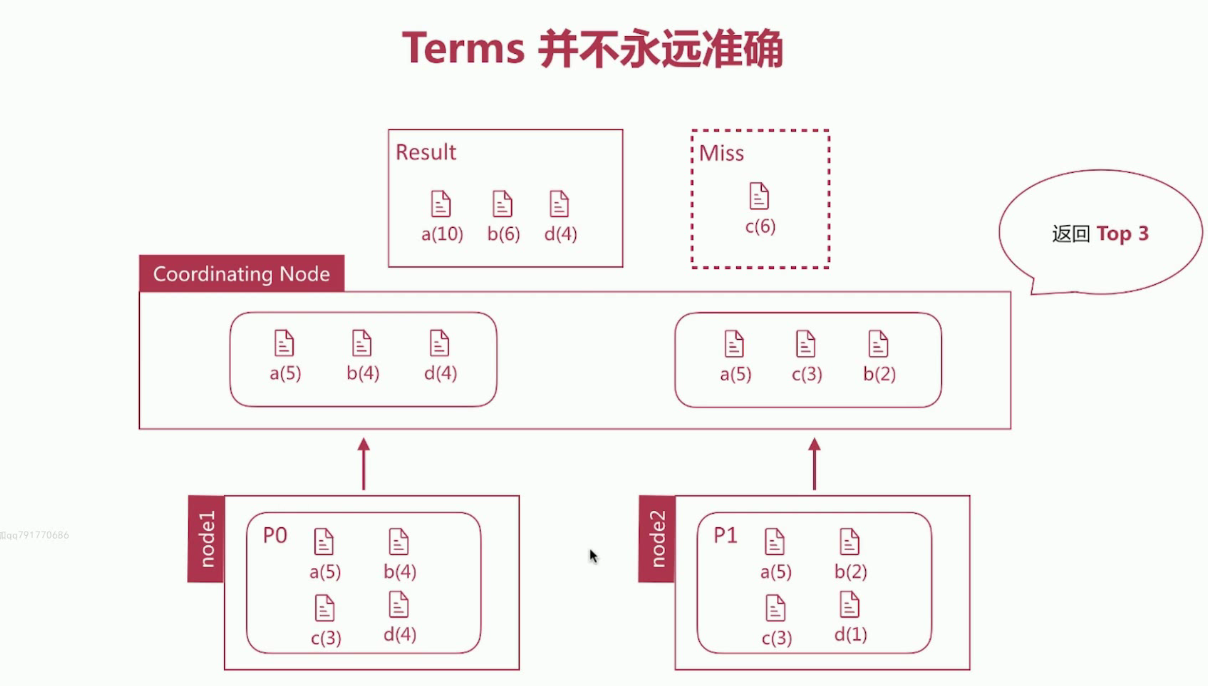 Terms 并不永远准确
Result
a(10) b(6) d(4)
Miss
c(6)
返回 Top 3
Coordinating Node
a(5) b(4) d(4)
a(5) c(3) b(2)
node1
P0
a(5) b(4)
c(3) d(4)
node2
P1
a(5) b(2)
c(3) d(1)
qq791770686